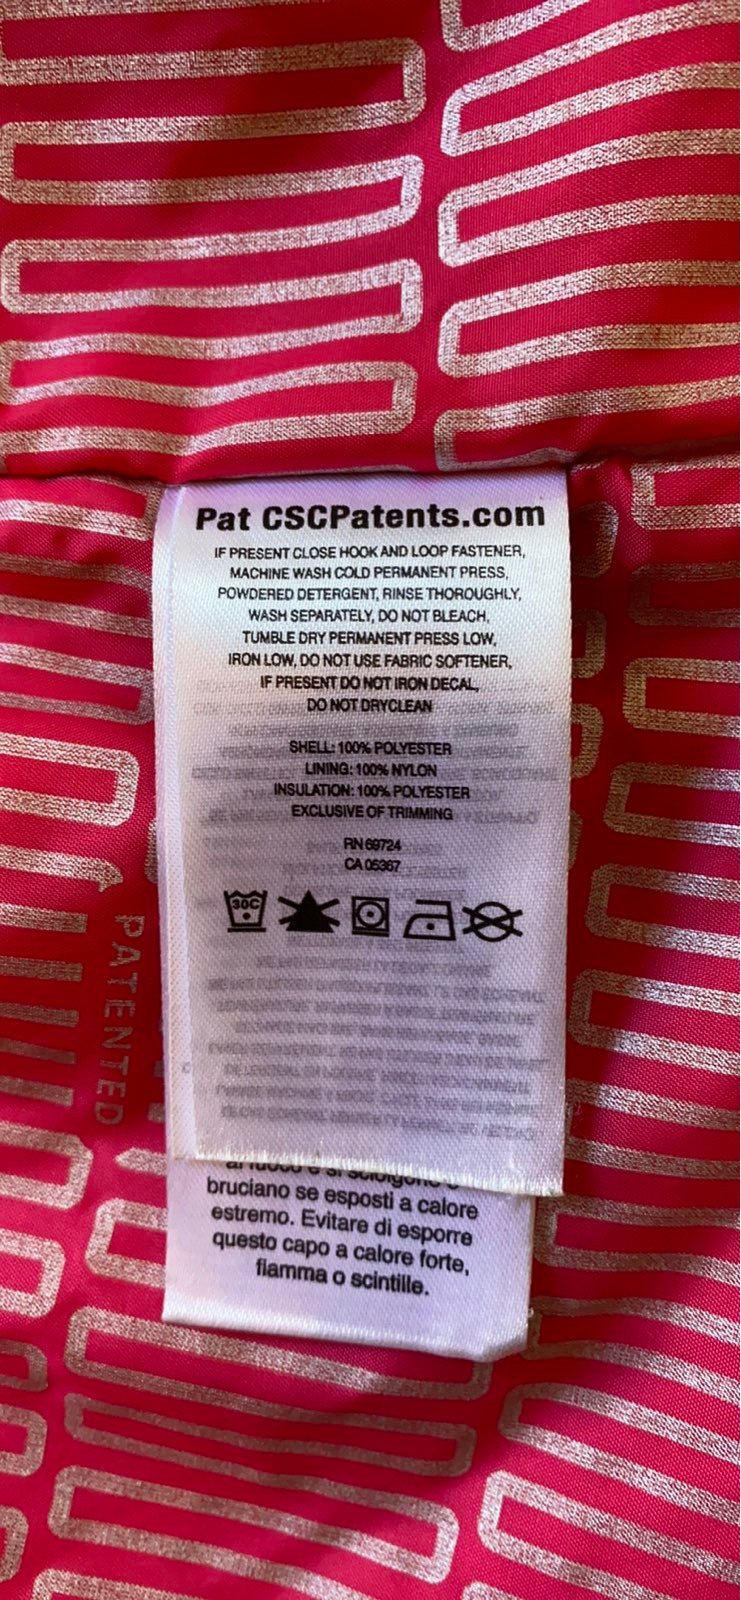 Pat CSCPatents.com
IF PRESENT CLOSE HOOK AND LOOP FASTENER,
MACHINE WASH COLD PERMANENT PRESS,
POWDERED DETERGENT, RINSE THOROUGHLY,
WASH SEPARATELY, DO NOT BLEACH,
TUMBLE DRY PERMANENT PRESS LOW,
IRON LOW, DO NOT USE FABRIC SOFTENER,
IF PRESENT DO NOT IRON DECAL,
DO NOT DRYCLEAN
SHELL: 100% POLYESTER
LINING: 100% NYLON
INSULATION: 100% POLYESTER
EXCLUSIVE OF TRIMMING
RN 69724
CA 05367
30C
PATENTED
al fuoco e si sciolgono o
bruciano se esposti a calore
estremo. Evitare di esporre
questo capo a calore forte,
fiamma o scintille.